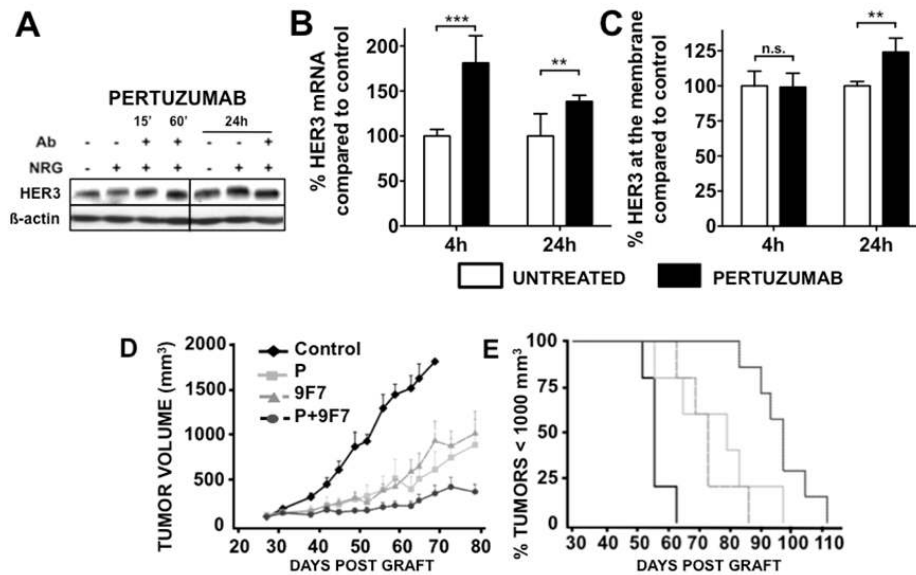 A
PERTUZUMAB
15' 60' 24h
Ab - - + + - - +
NRG - + + + - + +
HER3
ß-actin
B
% HER3 mRNA
compared to control
200
150
100
50
0
***
**
4h 24h
C
% HER3 at the membrane
compared to control
125
100
75
50
25
0
n.s.
**
4h 24h
UNTREATED PERTUZUMAB
D
TUMOR VOLUME (mm³)
2000
1500
1000
500
0
Control
P
9F7
P+9F7
20 30 40 50 60 70 80
DAYS POST GRAFT
E
% TUMORS < 1000 mm³
100
75
50
25
0
30 40 50 60 70 80 90 100 110
DAYS POST GRAFT